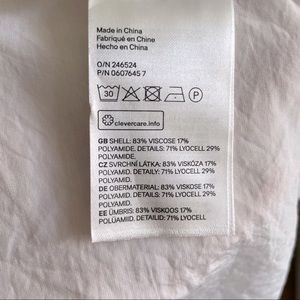 Made in China
Fabriqué en Chine
Hecho en China
O/N 246524
P/N 0607645 7
30 P
clevercare.info
GB SHELL: 83% VISCOSE 17%
POLYAMIDE. DETAILS: 71% LYOCELL 29%
POLYAMIDE.
CZ SVRCHNÍ LÁTKA: 83% VISKÓZA 17%
POLYAMID. DETAILY: 71% LYOCELL 29%
POLYAMID.
DE OBERMATERIAL: 83% VISKOSE 17%
POLYAMID. DETAILS: 71% LYOCELL 29%
POLYAMID.
EE ÜMBRIS: 83% VISKOOS 17%
POLÜAMIID. DETAILID: 71% LYOCELL